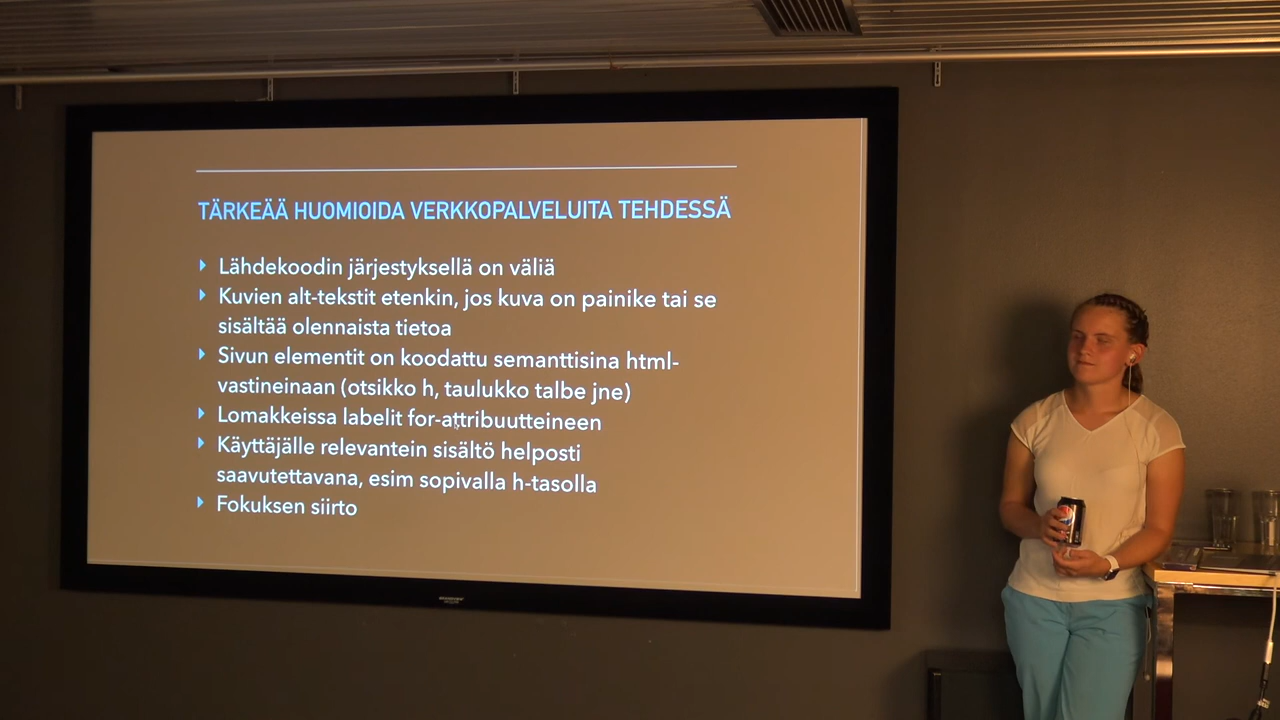 TÄRKEÄÄ HUOMIOIDA VERKKOPALVELUITA TEHDESSÄ
Lähdekoodin järjestyksellä on väliä
Kuvien alt-tekstit etenkin, jos kuva on painike tai se
sisältää olennaista tietoa
Sivun elementit on koodattu semanttisina html-
vastineinaan (otsikko h, taulukko talbe jne)
Lomakkeissa labelit for-attribuutteineen
Käyttäjälle relevantein sisältö helposti
saavutettavana, esim sopivalla h-tasolla
Fokuksen siirto